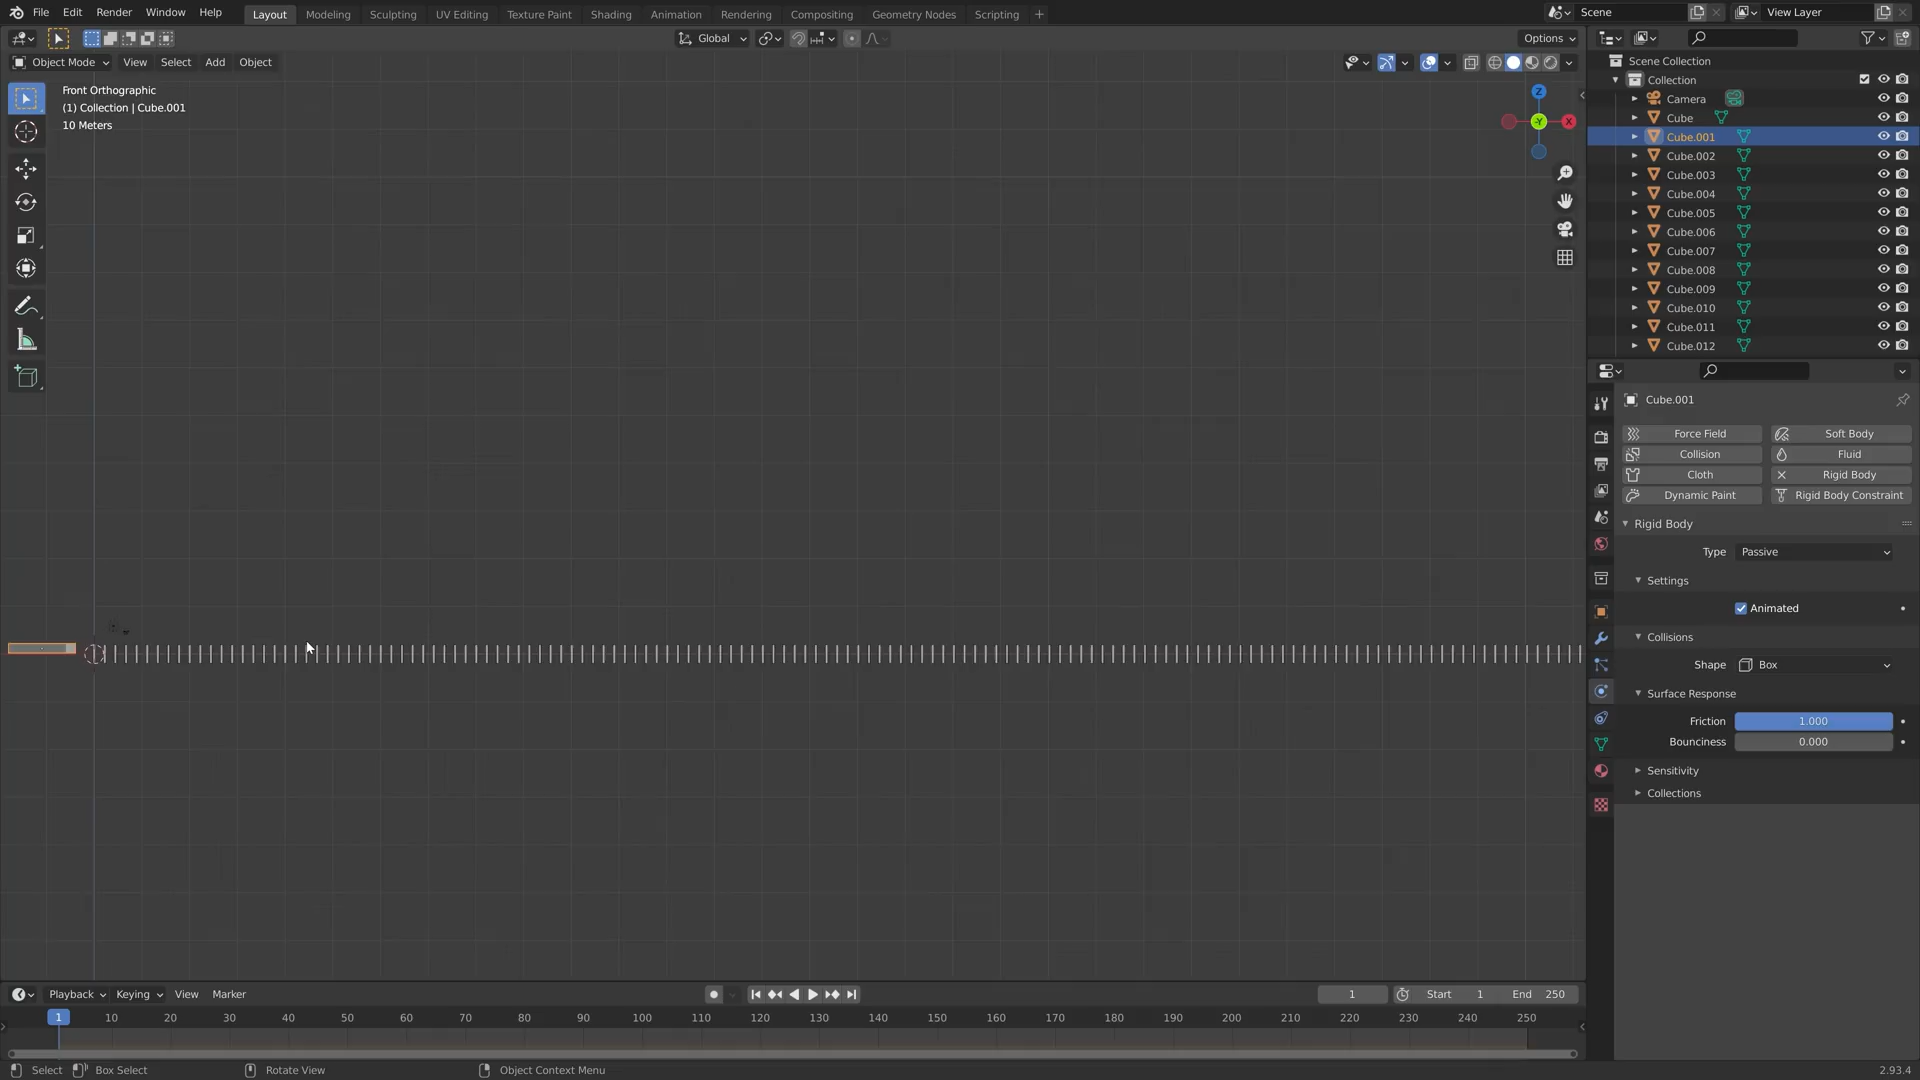 File Edit Render Window Help Layout Modeling Sculpting UV Editing Texture Paint Shading Animation Rendering Compositing Geometry Nodes Scripting Scene View Layer
Global Options
Object Mode View Select Add Object
Front Orthographic
(1) Collection | Cube.001
10 Meters
Z
-Y
X
Scene Collection
Collection
Camera
Cube
Cube.001
Cube.002
Cube.003
Cube.004
Cube.005
Cube.006
Cube.007
Cube.008
Cube.009
Cube.010
Cube.011
Cube.012
Cube.001
Force Field Soft Body
Collision Fluid
Cloth Rigid Body
Dynamic Paint Rigid Body Constraint
Rigid Body
Type Passive
Settings
Animated
Collisions
Shape Box
Surface Response
Friction 1.000
Bounciness 0.000
Sensitivity
Collections
Playback Keying View Marker 1 Start 1 End 250
1 10 20 30 40 50 60 70 80 90 100 110 120 130 140 150 160 170 180 190 200 210 220 230 240 250
Select Box Select Rotate View Object Context Menu 2.93.4